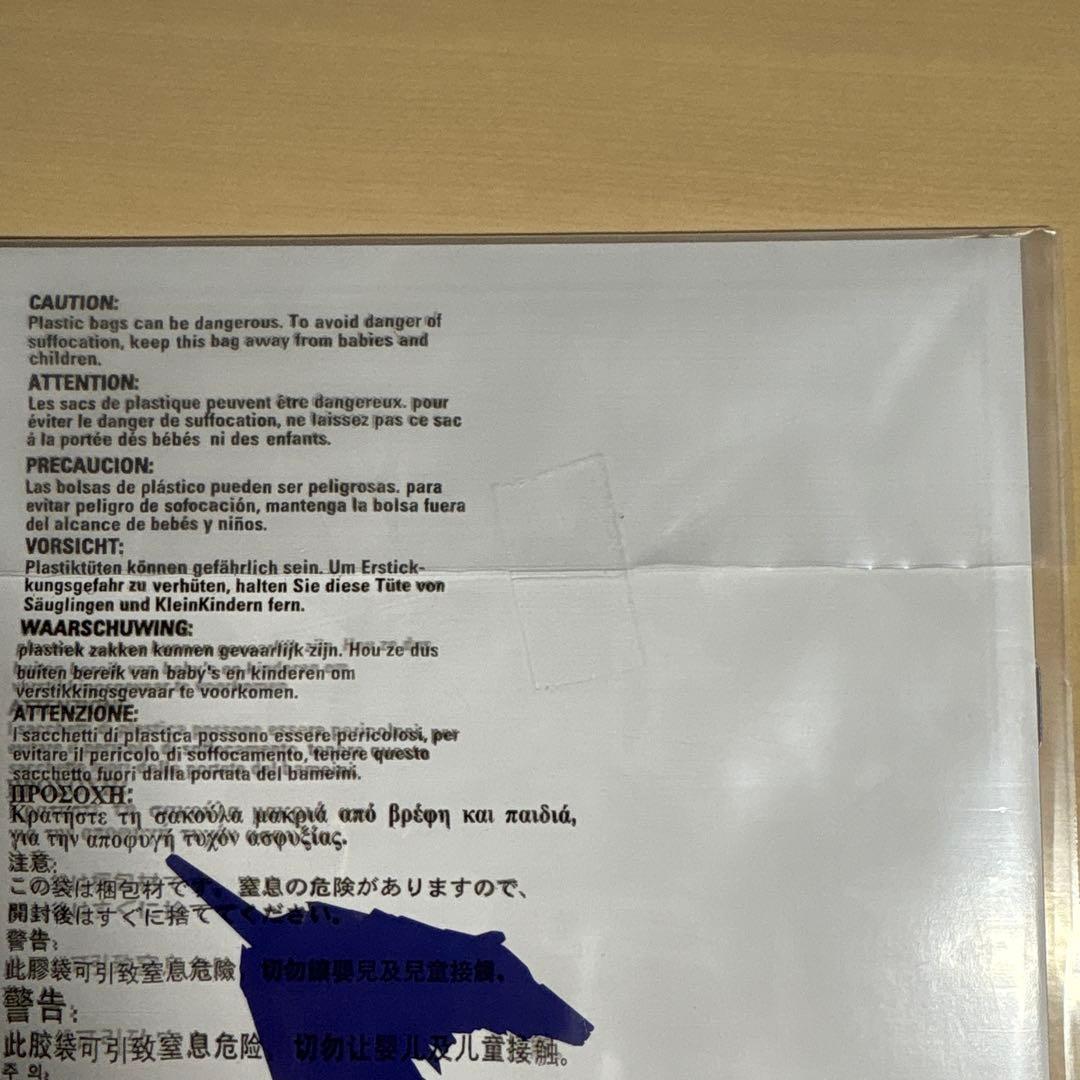 CAUTION:
Plastic bags can be dangerous. To avoid danger of
suffocation, keep this bag away from babies and
children.
ATTENTION:
Les sacs de plastique peuvent être dangereux. pour
éviter le danger de suffocation, ne laissez pas ce sac
á la portée dés bébés ni des enfants.
PRECAUCION:
Las bolsas de plástico pueden ser peligrosas. para
evitar peligro de sofocación, mantenga la bolsa fuera
del alcance de bebés y niños.
VORSICHT:
Plastiktüten können gefährlich sein. Um Erstick-
kungsgefahr zu verhüten, halten Sie diese Tüte von
Säuglingen und KleinKindern fern.
WAARSCHUWING:
plastiek zakken kunnen gevaarlijk zijn. Hou ze dus
buiten bereik van baby's en kinderen om
verstikkingsgevaar te voorkomen.
ATTENZIONE:
I sacchetti di plastica possono essere pericolosi, per
evitare il pericolo di soffocamento, tenere questo
sacchetto fuori dalla portata del bameini.
ΠΡΟΣΟΧΗ:
Κρατήστε τη σακούλα μακριά από βρέφη και παιδιά,
για την αποφυγή τυχόν ασφυξίας.
注意:
この袋は梱包材です。窒息の危険がありますので、
開封後はすぐに捨ててください。
警告:
此膠袋可引致窒息危險，切勿讓嬰兒及兒童接觸。
警告:
此胶袋可引致窒息危险，切勿让婴儿及儿童接触。
주의: